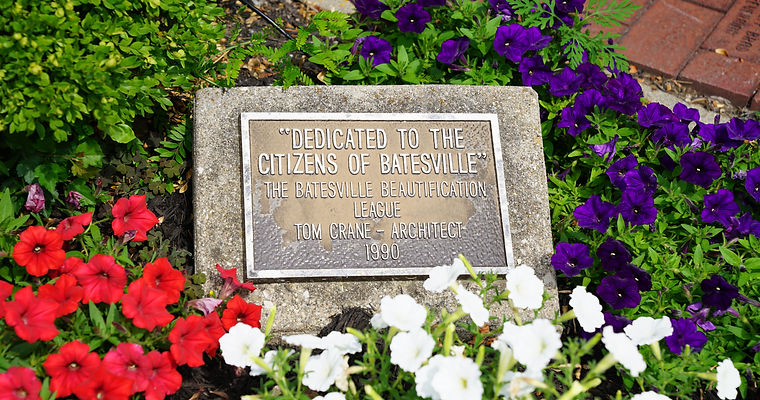 "DEDICATED TO THE
CITIZENS OF BATESVILLE"
THE BATESVILLE BEAUTIFICATION
LEAGUE
TOM CRANE - ARCHITECT
1990